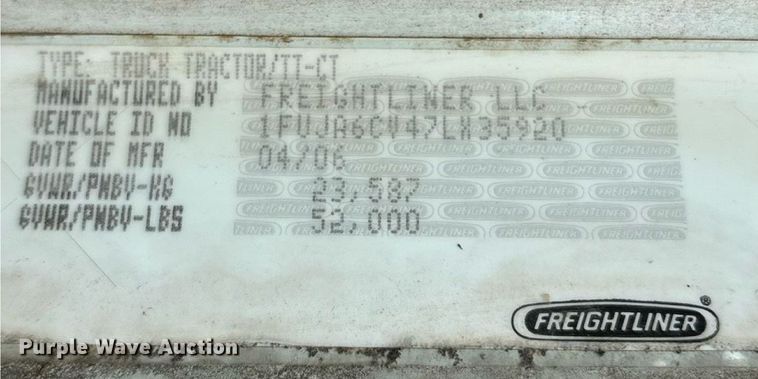 TYPE: TRUCK TRACTOR/TT-CT
MANUFACTURED BY FREIGHTLINER LLC
VEHICLE ID NO 1FUJA6CV47LX35920
DATE OF MFR 04/06
GVWR/PNBV-KG 23,587
GVWR/PNBV-LBS 52,000
FREIGHTLINER®
Purple Wave Auction